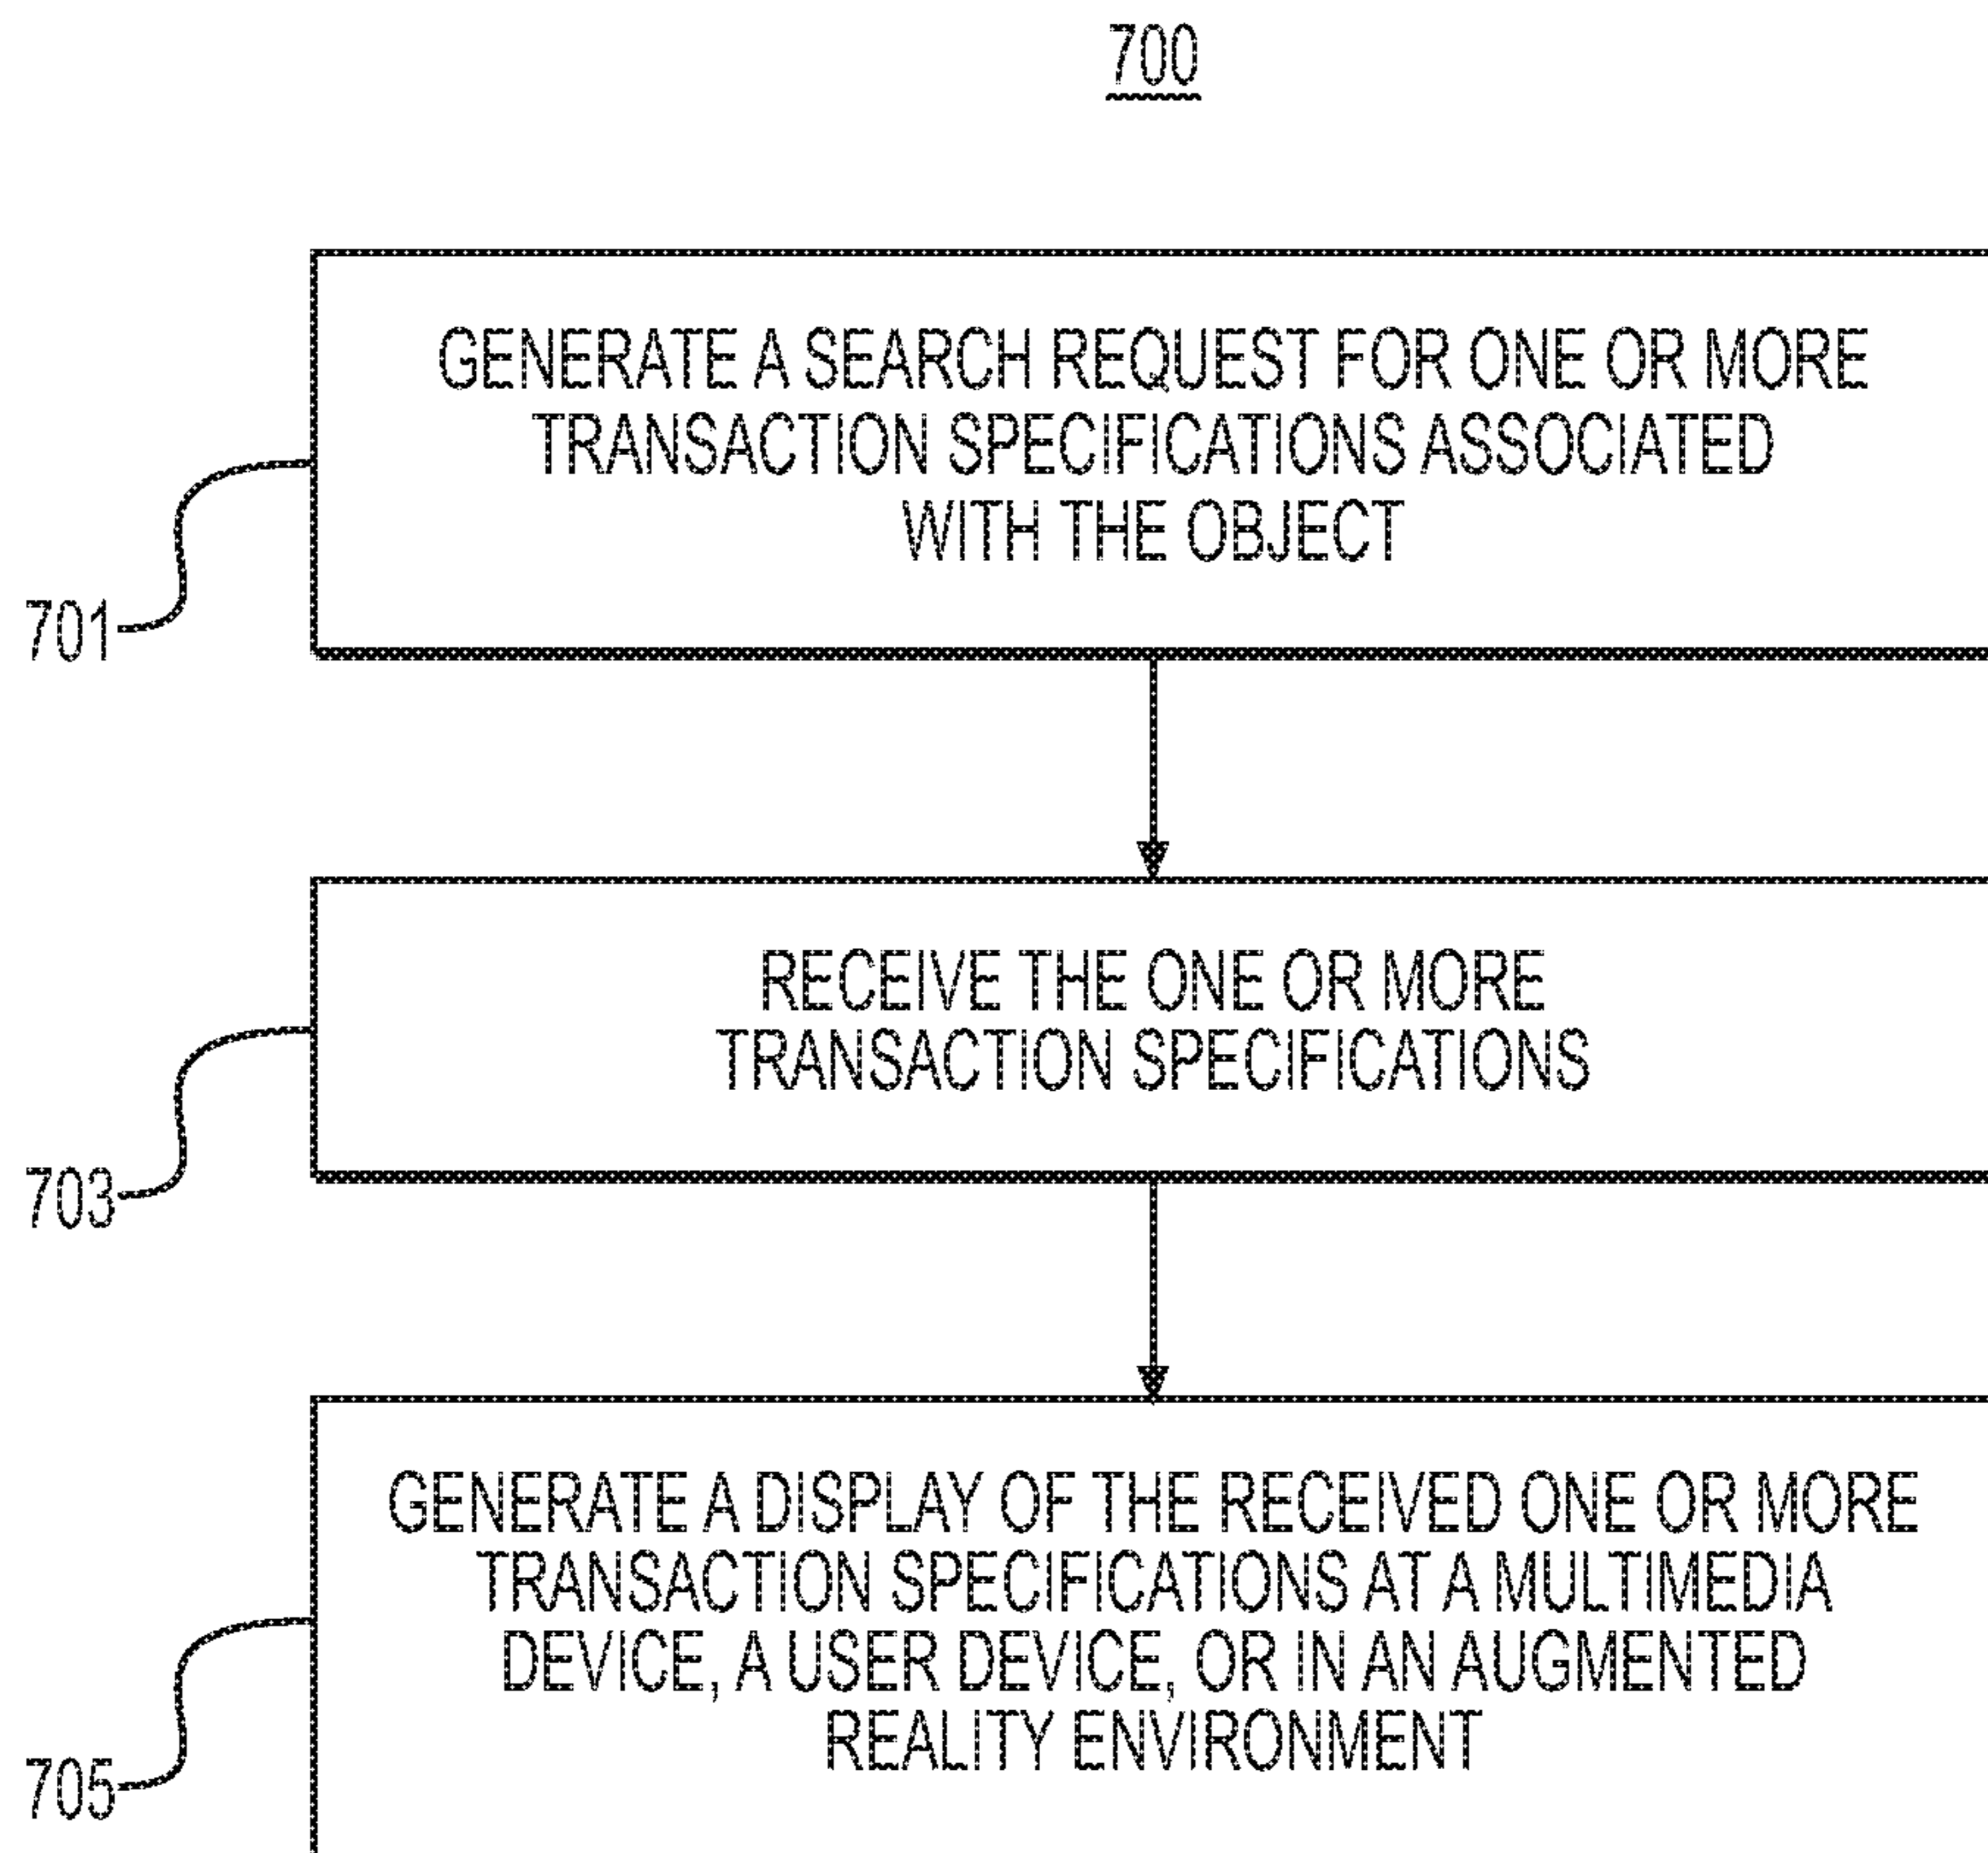 700
GENERATE A SEARCH REQUEST FOR ONE OR MORE
TRANSACTION SPECIFICATIONS ASSOCIATED
WITH THE OBJECT
701
RECEIVE THE ONE OR MORE
TRANSACTION SPECIFICATIONS
703
GENERATE A DISPLAY OF THE RECEIVED ONE OR MORE
TRANSACTION SPECIFICATIONS AT A MULTIMEDIA
DEVICE, A USER DEVICE, OR IN AN AUGMENTED
REALITY ENVIRONMENT
705